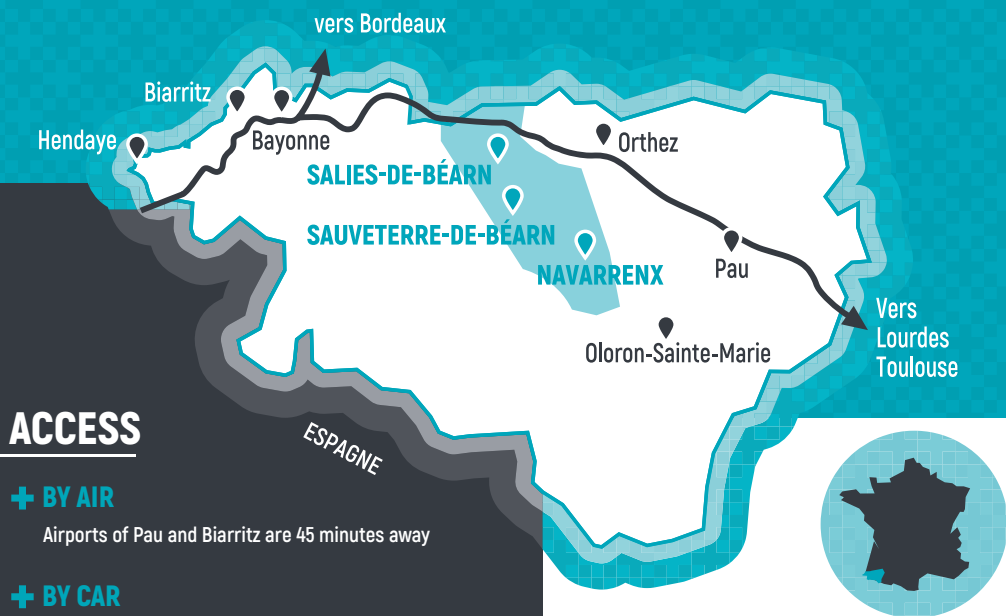 vers Bordeaux
Biarritz
Hendaye
Bayonne
Orthez
SALIES-DE-BÉARN
SAUVETERRE-DE-BÉARN
NAVARRENX
Pau
Oloron-Sainte-Marie
Vers
Lourdes
Toulouse
ESPAGNE
ACCESS
+ BY AIR
Airports of Pau and Biarritz are 45 minutes away
+ BY CAR